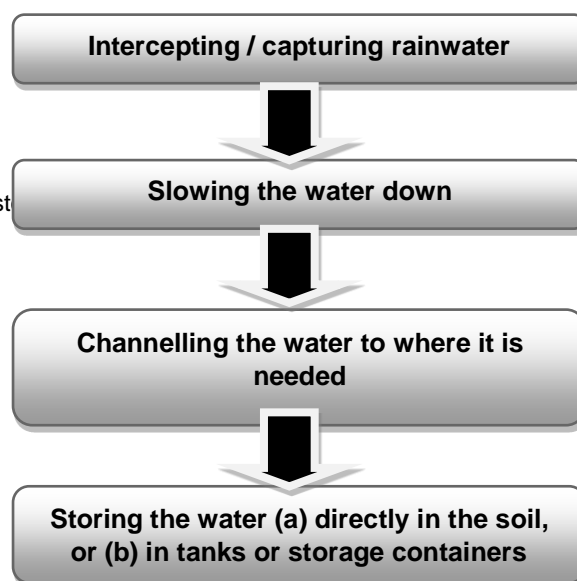 Intercepting / capturing rainwater
Slowing the water down
Channelling the water to where it is
needed
Storing the water (a) directly in the soil,
or (b) in tanks or storage containers